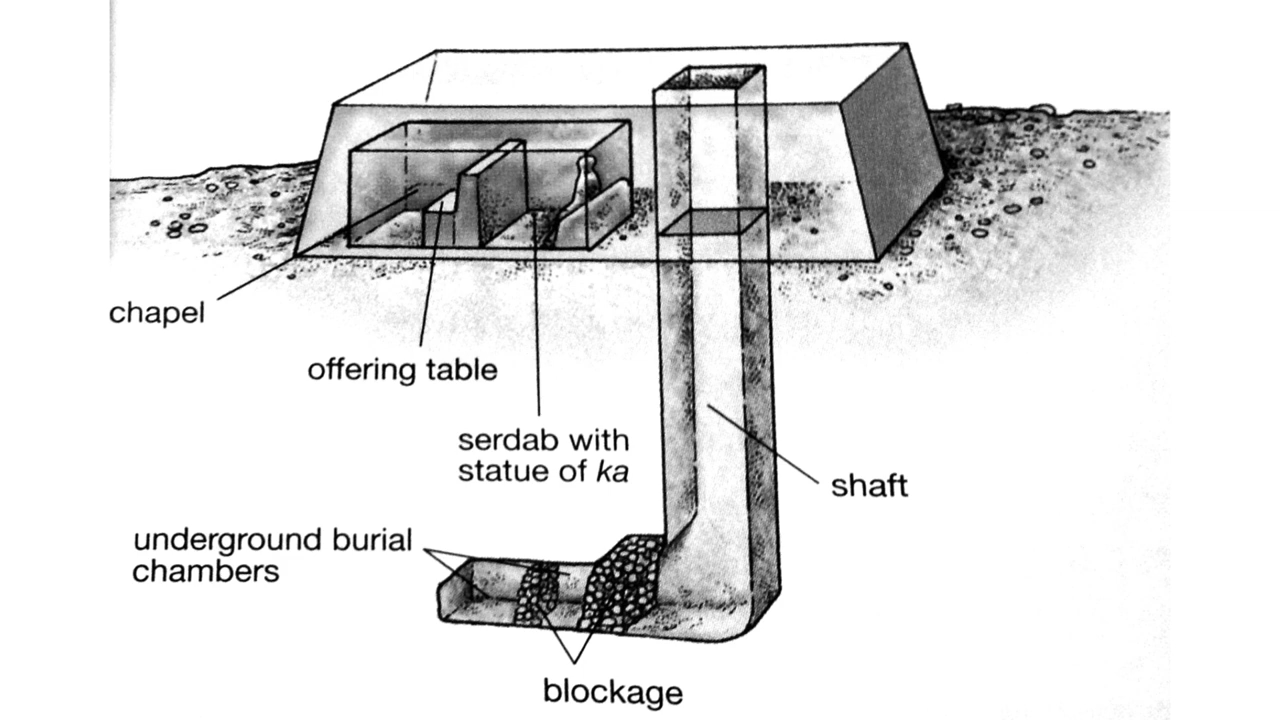 chapel
offering table
serdab with
statue of ka
shaft
underground burial
chambers
blockage